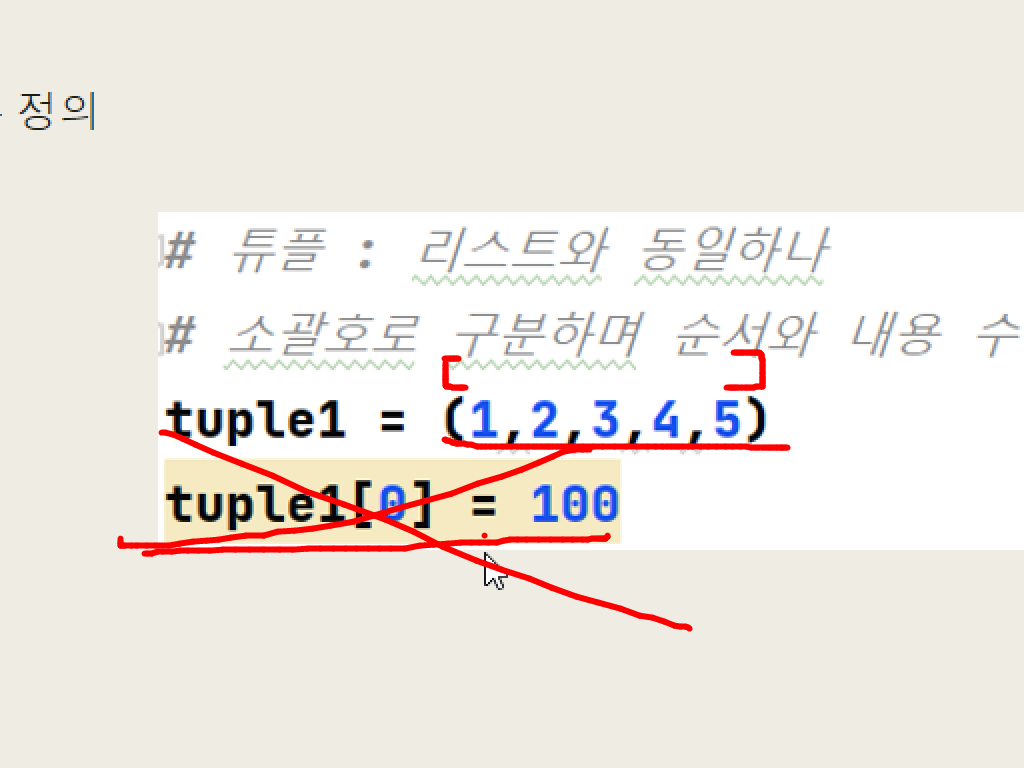 정의
# 튜플 : 리스트와 동일하나
# 소괄호로 구분하며 순서와 내용 수
tuple1 = (1,2,3,4,5)
tuple1[0] = 100